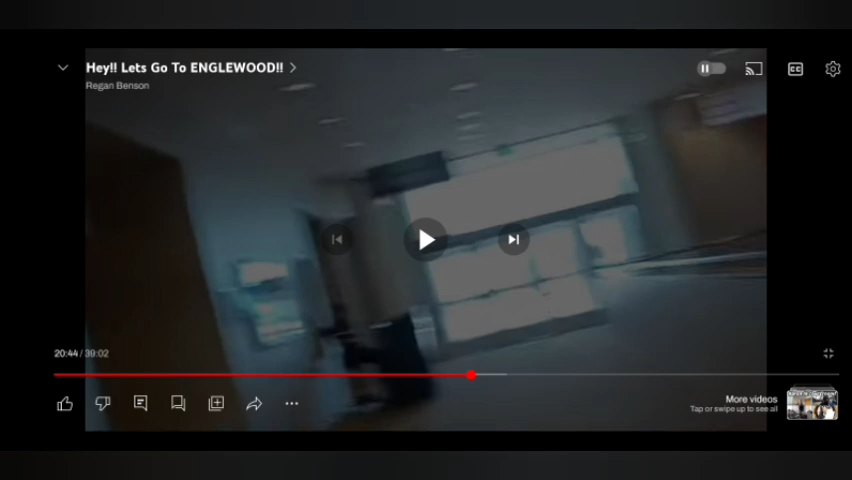 Hey!! Lets Go To ENGLEWOOD!!
Regan Benson
CC
20:44 / 39:02
More videos
Tap or swipe up to see all